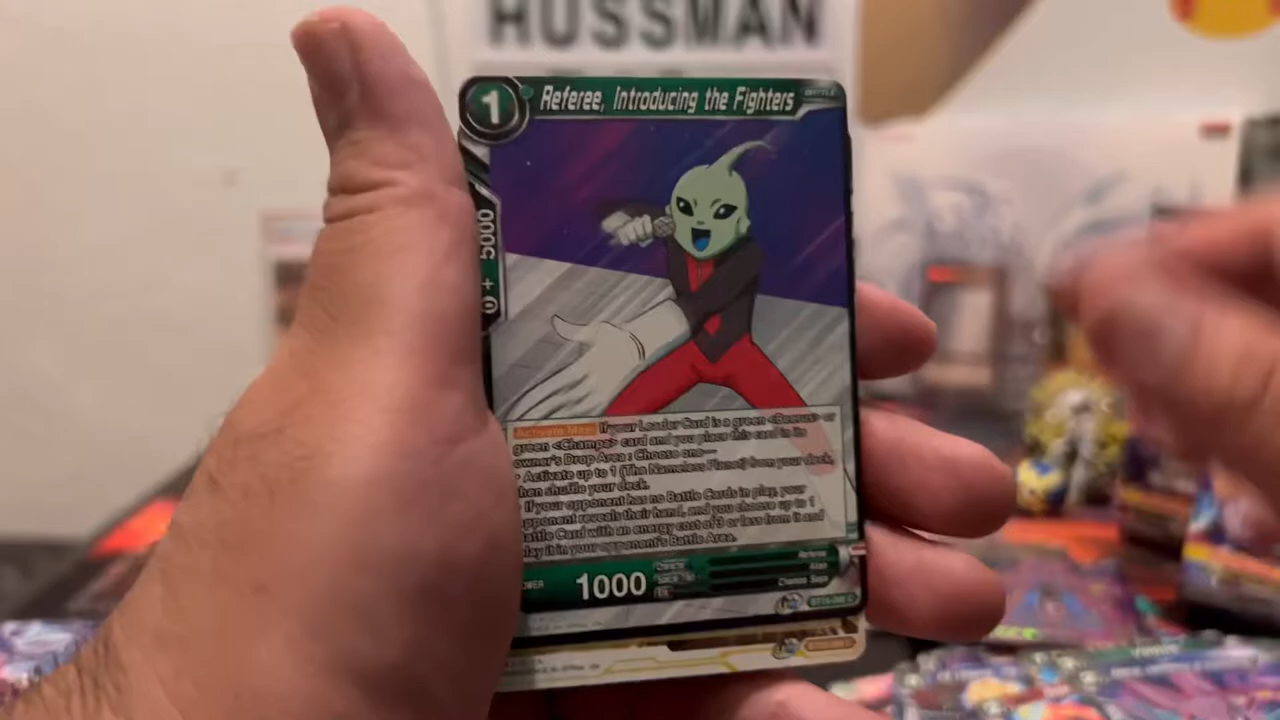 HUSSMAN
1
Referee, Introducing the Fighters
BATTLE
+ 5000
Activate Main If your Leader Card is a green <Beerus> or
green <Champa> card and you place this card in its
owner's Drop Area : Choose one—
• Activate up to 1 {The Nameless Planet} from your deck,
then shuffle your deck.
If your opponent has no Battle Cards in play, your
opponent reveals their hand, and you choose up to 1
Battle Card with an energy cost of 3 or less from it and
play it in your opponent's Battle Area.
POWER
1000
Character
Referee
Alien
Champa Saga